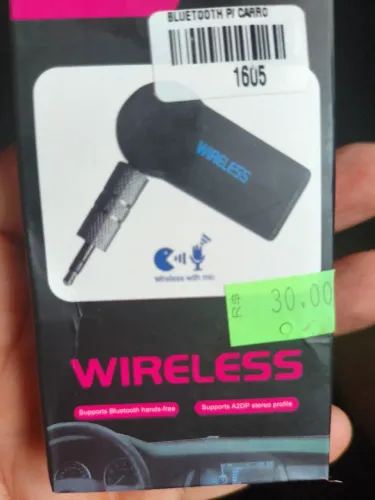 BLUETOOTH P/ CARRO
1605
WIRELESS
Wireless with mic
R$ 30.00
WIRELESS
Supports Bluetooth hands-free
Supports A2DP stereo profile